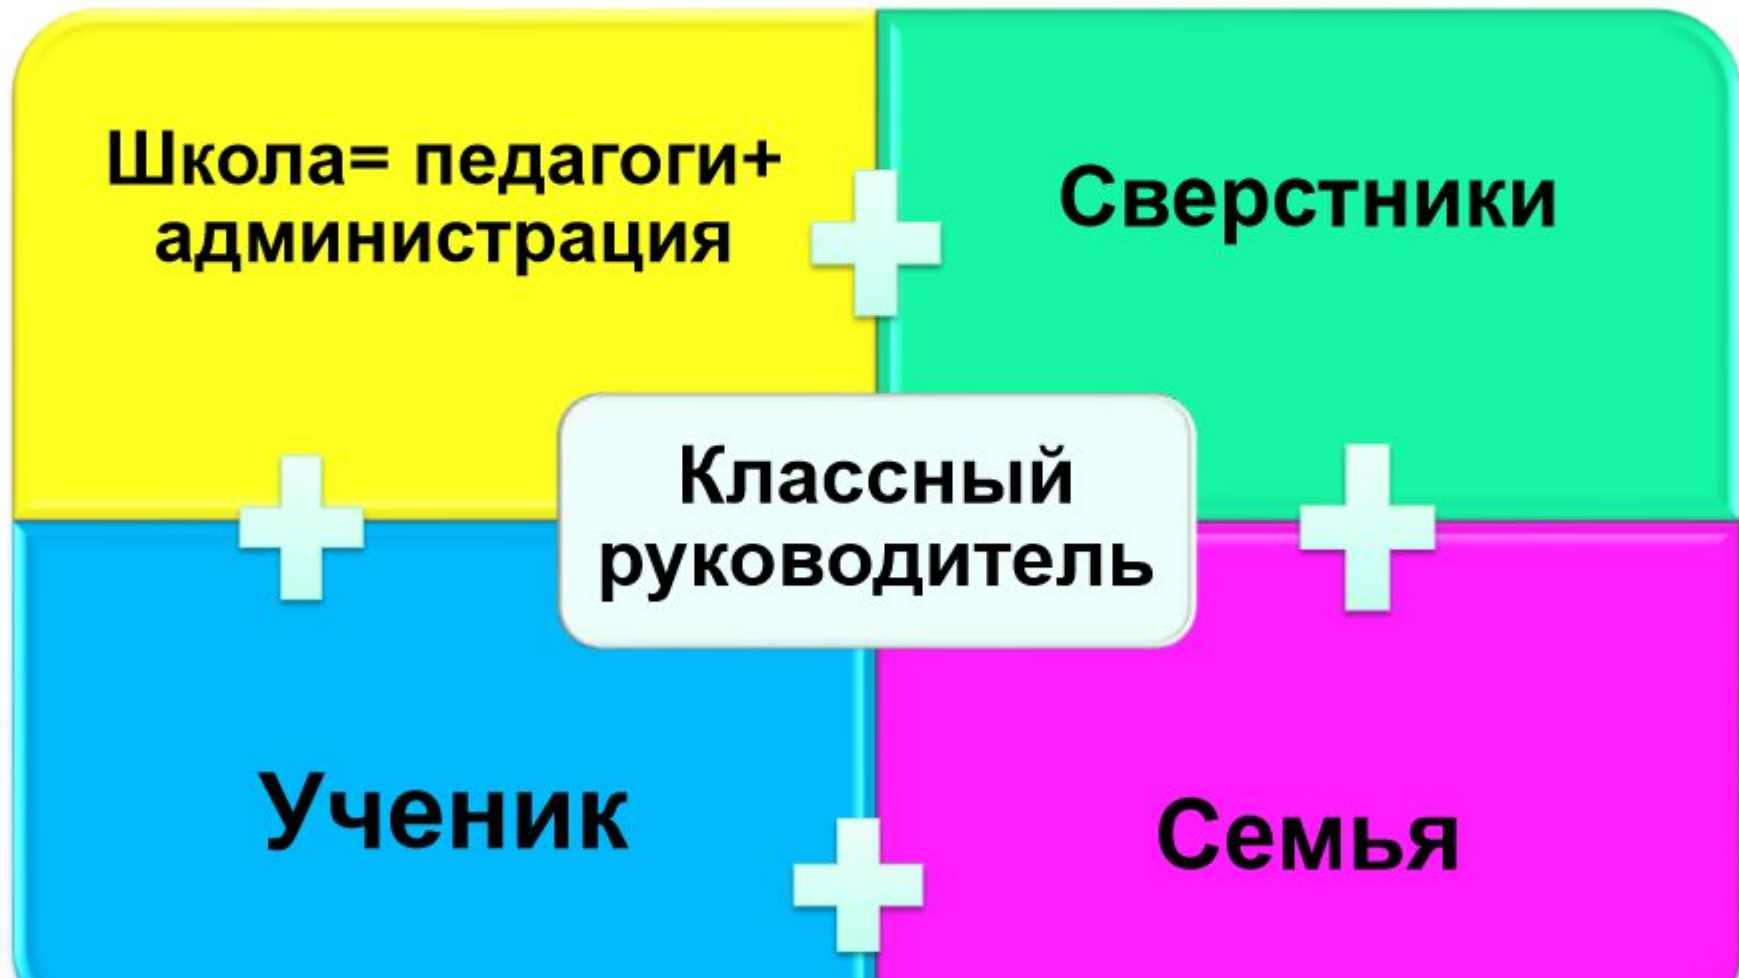 Школа= педагоги+
администрация
Сверстники
Классный
руководитель
Ученик
Семья